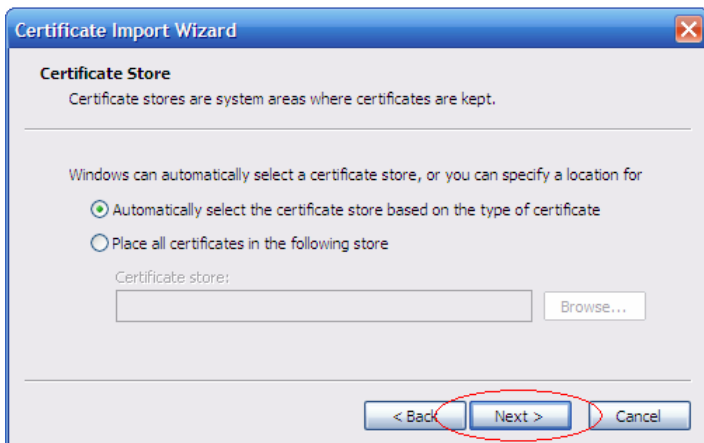 Certificate Import Wizard
Certificate Store
Certificate stores are system areas where certificates are kept.
Windows can automatically select a certificate store, or you can specify a location for
Automatically select the certificate store based on the type of certificate
Place all certificates in the following store
Certificate store:
Browse...
< Back
Next >
Cancel